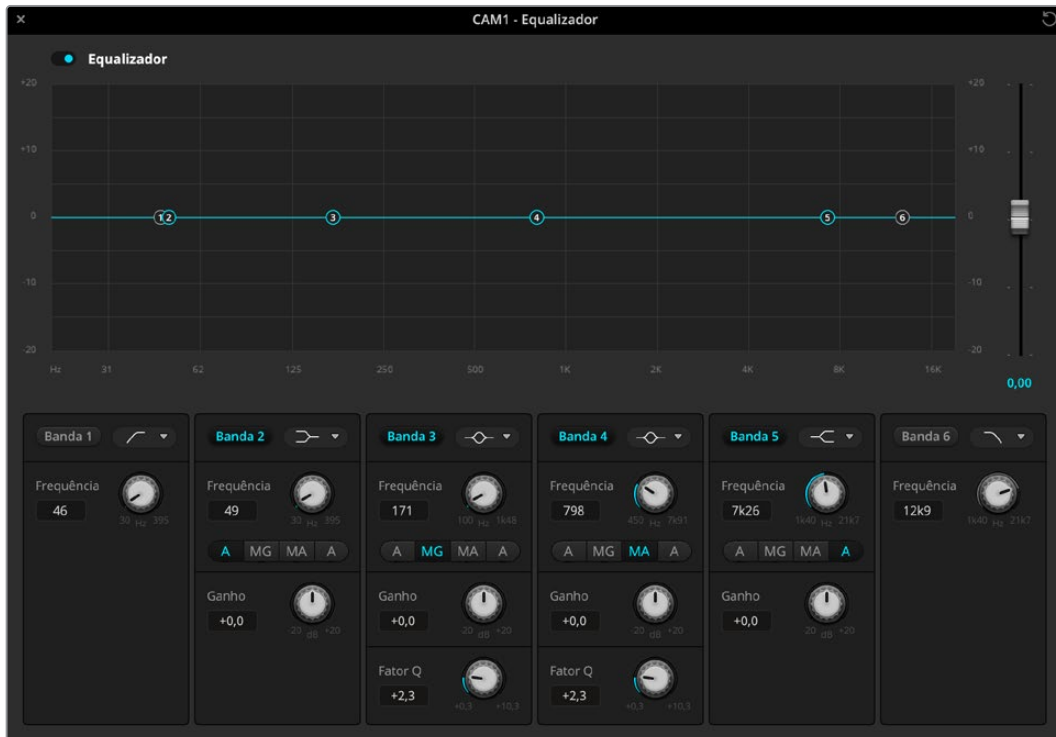 CAM1 - Equalizador
Equalizador
+20 +20
+10 +10
0 0
-10 -10
-20 -20
Hz 31 62 125 250 500 1K 2K 4K 8K 16K
0,00
1 2 3 4 5 6
Banda 1 Banda 2 Banda 3 Banda 4 Banda 5 Banda 6
Frequência Frequência Frequência Frequência Frequência Frequência
46 49 171 798 7k26 12k9
30 Hz 395 30 Hz 395 100 Hz 1k48 450 Hz 7k91 1k40 Hz 21k7 1k40 Hz 21k7
A MG MA A A MG MA A A MG MA A A MG MA A
Ganho Ganho Ganho Ganho
+0,0 +0,0 +0,0 +0,0
-20 dB +20 -20 dB +20 -20 dB +20 -20 dB +20
Fator Q Fator Q
+2,3 +2,3
+0,3 +10,3 +0,3 +10,3